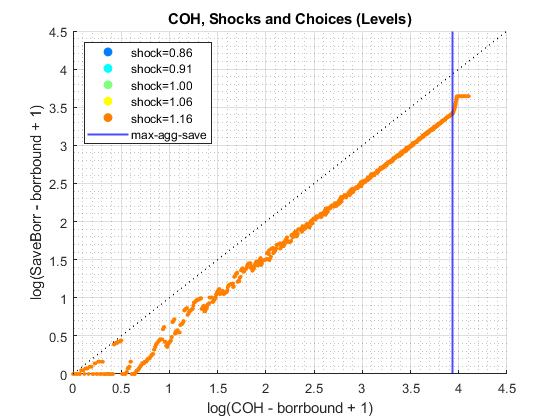 COH, Shocks and Choices (Levels)
4.5
4
3.5
3
2.5
2
1.5
1
0.5
0
log(SaveBorr - borrbound + 1)
shock=0.86
shock=0.91
shock=1.00
shock=1.06
shock=1.16
max-agg-save
0 0.5 1 1.5 2 2.5 3 3.5 4 4.5
log(COH - borrbound + 1)